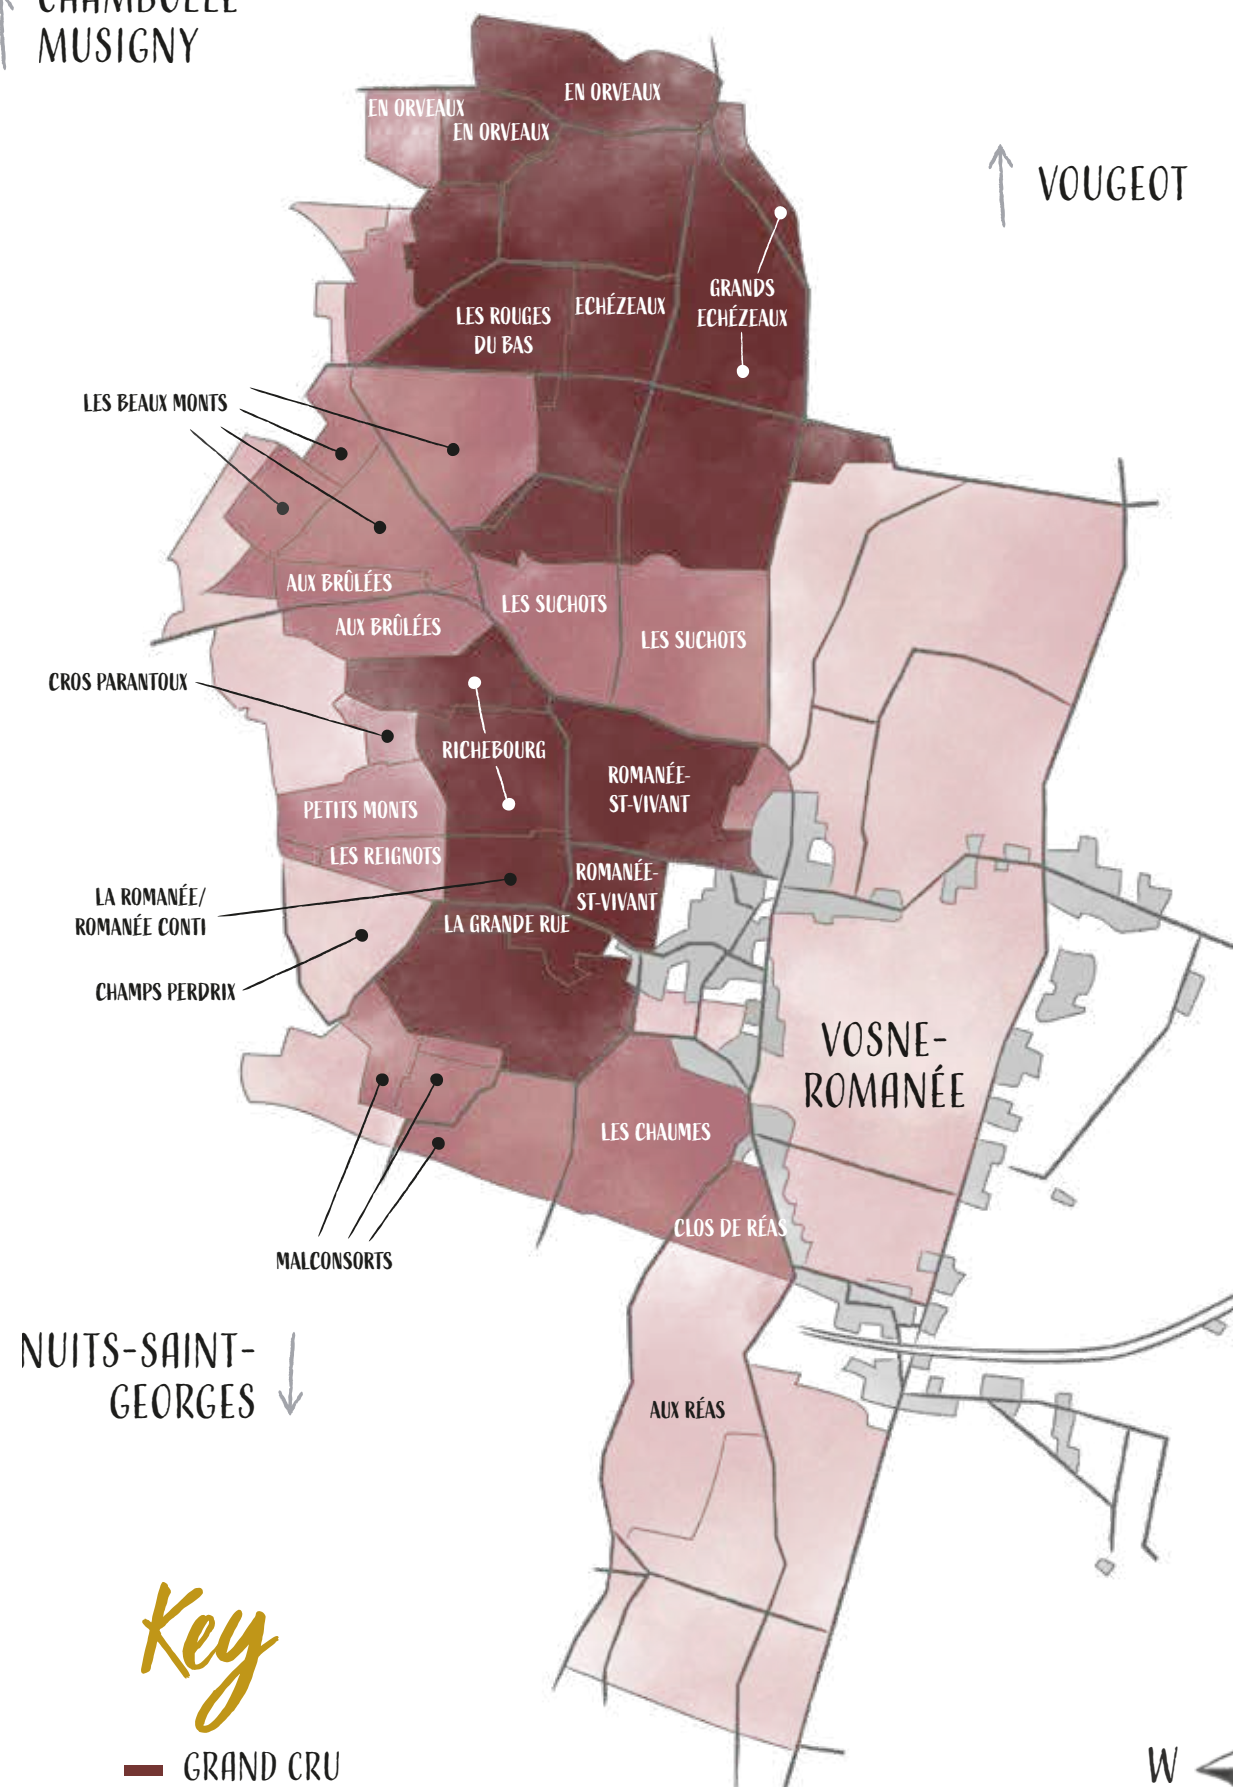 CHAMBOLLE
MUSIGNY
EN ORVEAUX
EN ORVEAUX
EN ORVEAUX
VOUGEOT
GRANDS
ECHÉZEAUX
ECHÉZEAUX
LES ROUGES
DU BAS
LES BEAUX MONTS
AUX BRÛLÉES
LES SUCHOTS
AUX BRÛLÉES
LES SUCHOTS
CROS PARANTOUX
RICHEBOURG
ROMANÉE-
ST-VIVANT
PETITS MONTS
LES REIGNOTS
ROMANÉE-
ST-VIVANT
LA ROMANÉE/
ROMANÉE CONTI
LA GRANDE RUE
CHAMPS PERDRIX
VOSNE-
ROMANÉE
LES CHAUMES
CLOS DE RÉAS
MALCONSORTS
NUITS-SAINT-
GEORGES
AUX RÉAS
Key
GRAND CRU
W